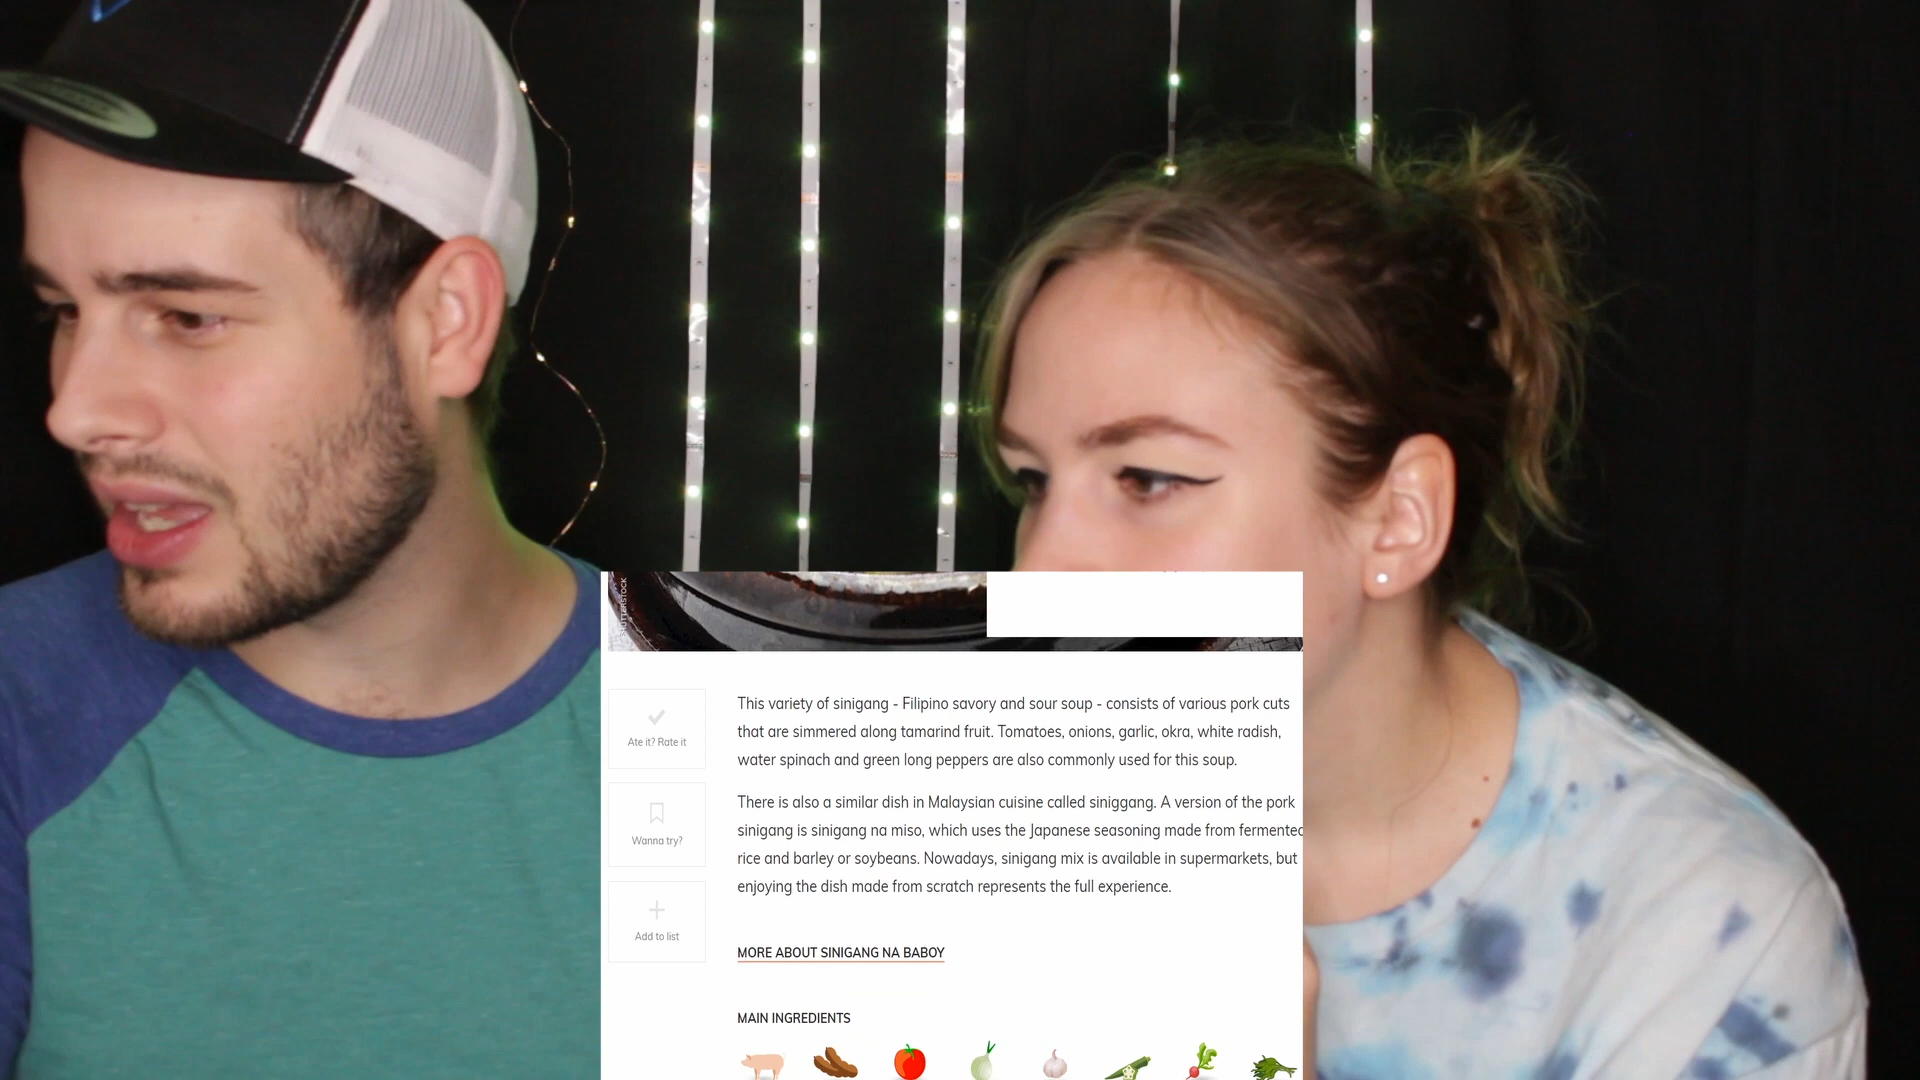 SHUTTERSTOCK
This variety of sinigang - Filipino savory and sour soup - consists of various pork cuts
that are simmered along tamarind fruit. Tomatoes, onions, garlic, okra, white radish,
water spinach and green long peppers are also commonly used for this soup.
There is also a similar dish in Malaysian cuisine called siniggang. A version of the pork
sinigang is sinigang na miso, which uses the Japanese seasoning made from fermented
rice and barley or soybeans. Nowadays, sinigang mix is available in supermarkets, but
enjoying the dish made from scratch represents the full experience.
Ate it? Rate it
Wanna try?
Add to list
MORE ABOUT SINIGANG NA BABOY
MAIN INGREDIENTS